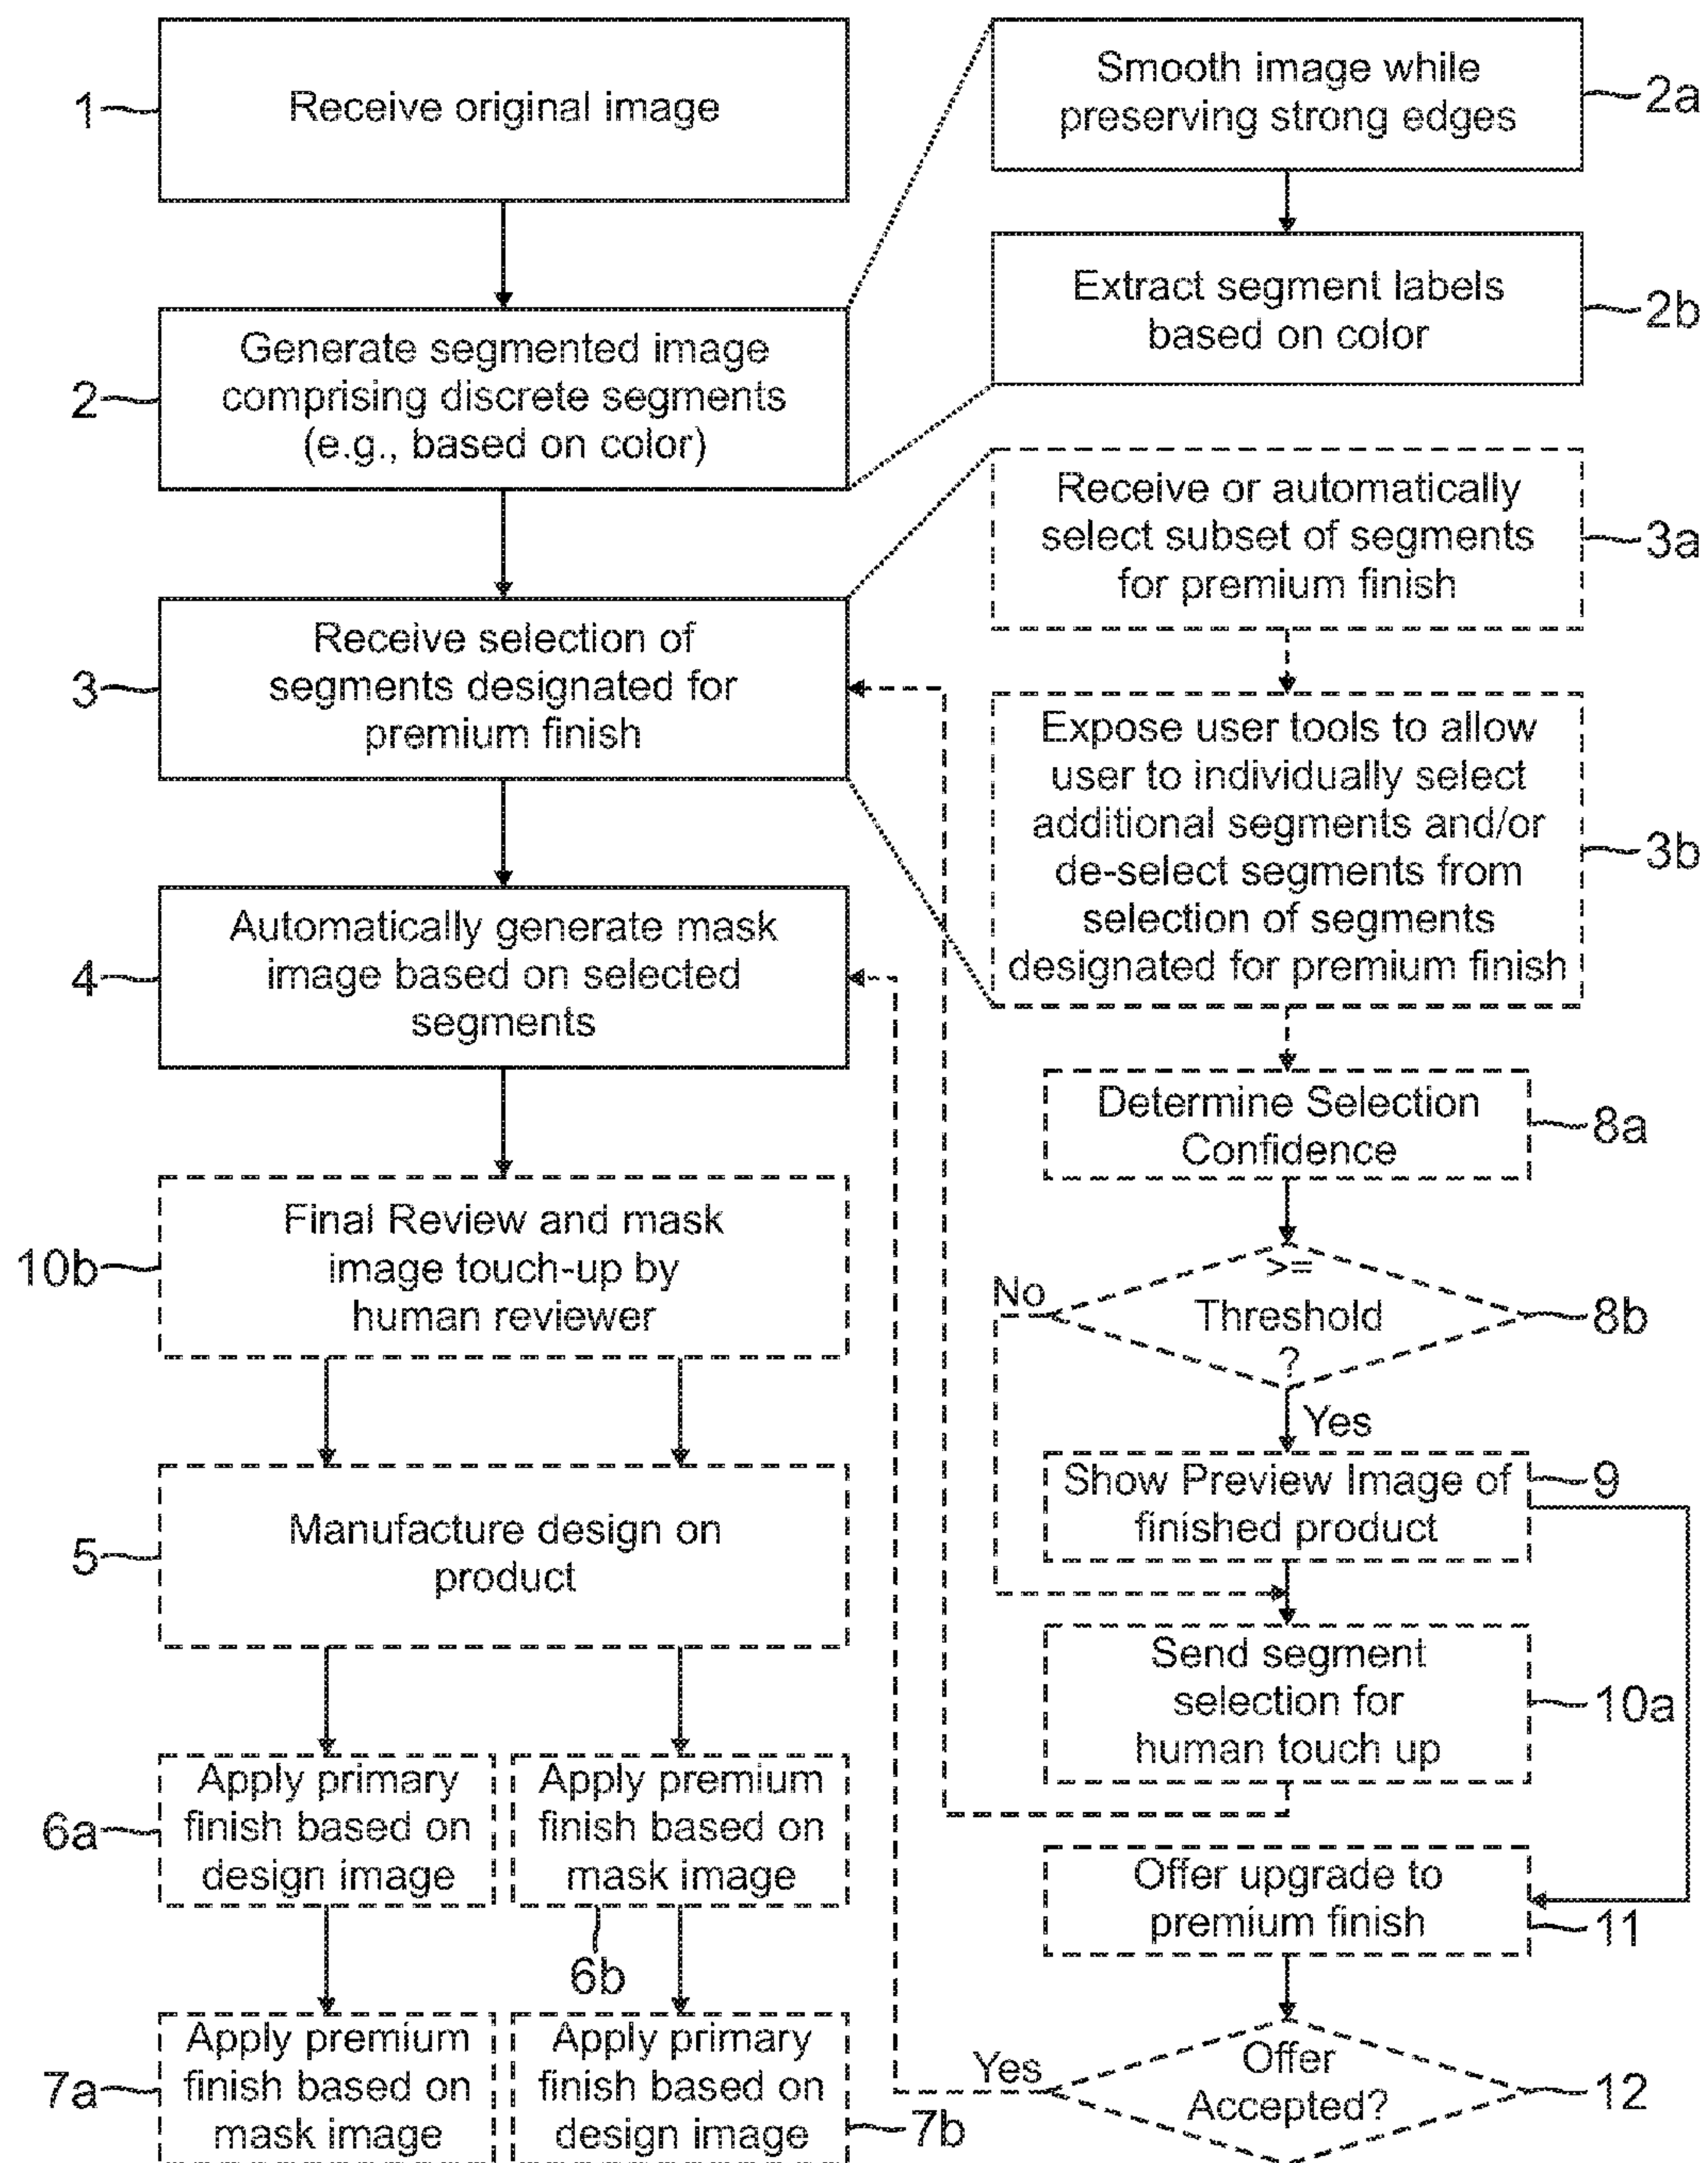 1
Receive original image
2
Generate segmented image
comprising discrete segments
(e.g., based on color)
3
Receive selection of
segments designated for
premium finish
4
Automatically generate mask
image based on selected
segments
10b
Final Review and mask
image touch-up by
human reviewer
5
Manufacture design on
product
6a
Apply primary
finish based on
design image
Apply premium
finish based on
mask image
6b
7a
Apply premium
finish based on
mask image
Apply primary
finish based on
design image
7b
Smooth image while
preserving strong edges
2a
Extract segment labels
based on color
2b
Receive or automatically
select subset of segments
for premium finish
3a
Expose user tools to allow
user to individually select
additional segments and/or
de-select segments from
selection of segments
designated for premium finish
3b
Determine Selection
Confidence
8a
>=
Threshold
?
8b
No
Yes
Show Preview Image of
finished product
9
Send segment
selection for
human touch up
10a
Offer upgrade to
premium finish
11
Offer
Accepted?
12
Yes